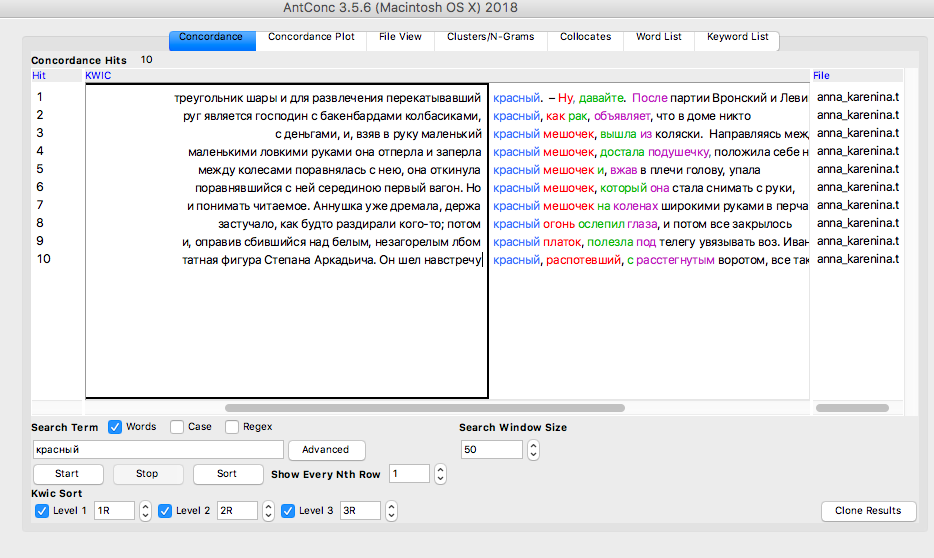 AntConc 3.5.6 (Macintosh OS X) 2018
Concordance Concordance Plot File View Clusters/N-Grams Collocates Word List Keyword List
Concordance Hits 10
Hit KWIC File
1 треугольник шары и для развлечения перекатывавший красный. – Ну, давайте. После партии Вронский и Леви anna_karenina.t
2 руг является господин с бакенбардами колбасиками, красный, как рак, объявляет, что в доме никто anna_karenina.t
3 с деньгами, и, взяв в руку маленький красный мешочек, вышла из коляски. Направляясь меж anna_karenina.t
4 маленькими ловкими руками она отперла и заперла красный мешочек, достала подушечку, положила себе н anna_karenina.t
5 между колесами поравнялась с нею, она откинула красный мешочек и, вжав в плечи голову, упала anna_karenina.t
6 поравнявшийся с ней серединою первый вагон. Но красный мешочек, который она стала снимать с руки, anna_karenina.t
7 и понимать читаемое. Аннушка уже дремала, держа красный мешочек на коленах широкими руками в перча anna_karenina.t
8 застучало, как будто раздирали кого-то; потом красный огонь ослепил глаза, и потом все закрылось anna_karenina.t
9 и, оправив сбившийся над белым, незагорелым лбом красный платок, полезла под телегу увязывать воз. Иван anna_karenina.t
10 татная фигура Степана Аркадьича. Он шел навстречу красный, распотевший, с расстегнутым воротом, все так anna_karenina.t
Search Term Words Case Regex Search Window Size
красный Advanced 50
Start Stop Sort Show Every Nth Row 1
Kwic Sort
Level 1 1R Level 2 2R Level 3 3R Clone Results